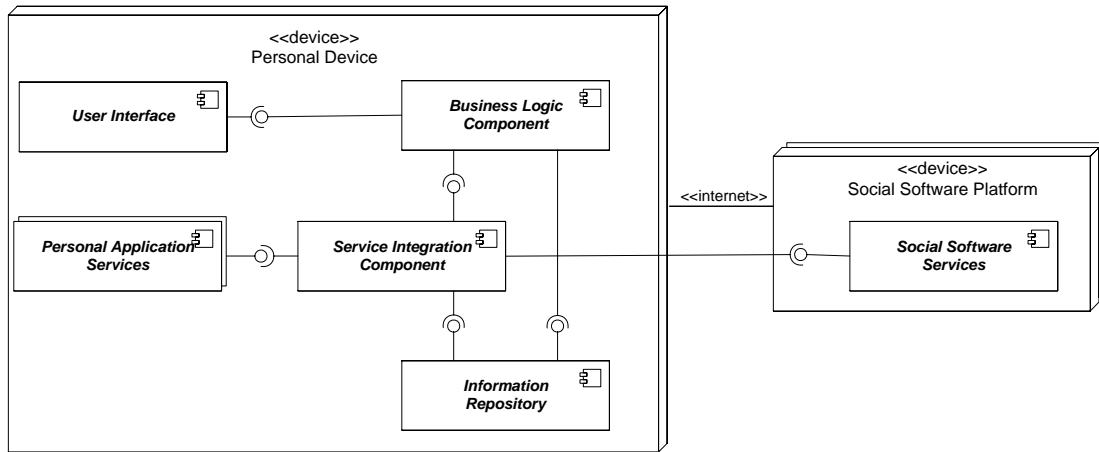 <<device>>
Personal Device
User Interface
Business Logic
Component
<<internet>>
<<device>>
Social Software Platform
Personal Application
Services
Service Integration
Component
Social Software
Services
Information
Repository